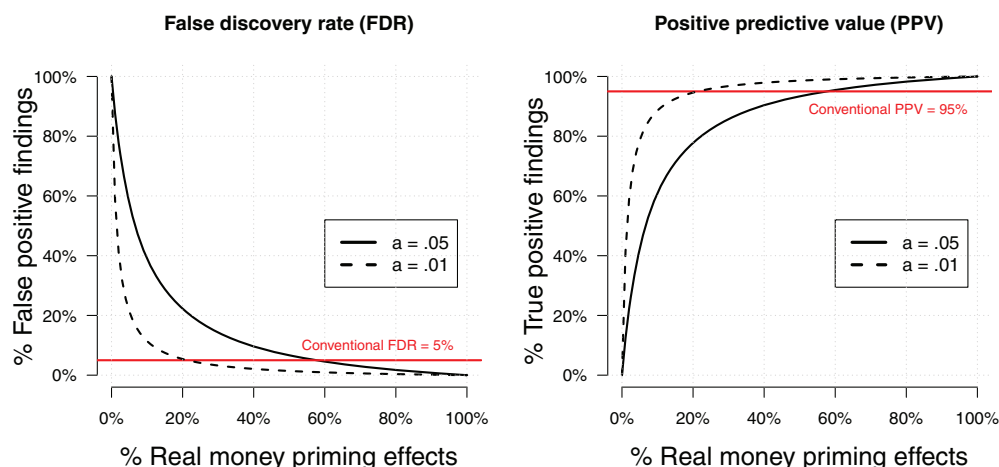 False discovery rate (FDR)
% False positive findings
100%
80%
60%
40%
20%
0%
a = .05
a = .01
Conventional FDR = 5%
0% 20% 40% 60% 80% 100%
% Real money priming effects
Positive predictive value (PPV)
% True positive findings
100%
80%
60%
40%
20%
0%
Conventional PPV = 95%
a = .05
a = .01
0% 20% 40% 60% 80% 100%
% Real money priming effects